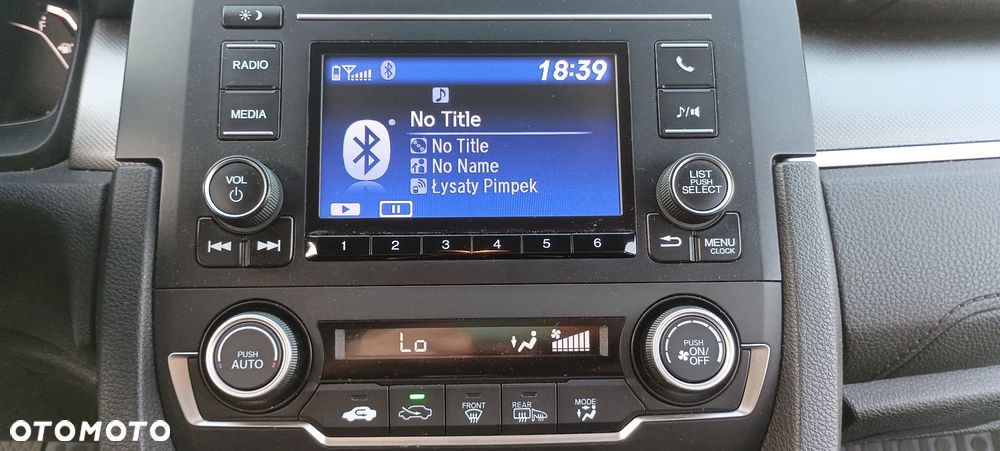 RADIO
MEDIA
VOL
18:39
®
No Title
No Title
No Name
Łysaty Pimpek
LIST
PUSH
SELECT
1 2 3 4 5 6
MENU
CLOCK
PUSH
AUTO
Lo
PUSH
ON/
OFF
FRONT
REAR
MODE
OTOMOTO